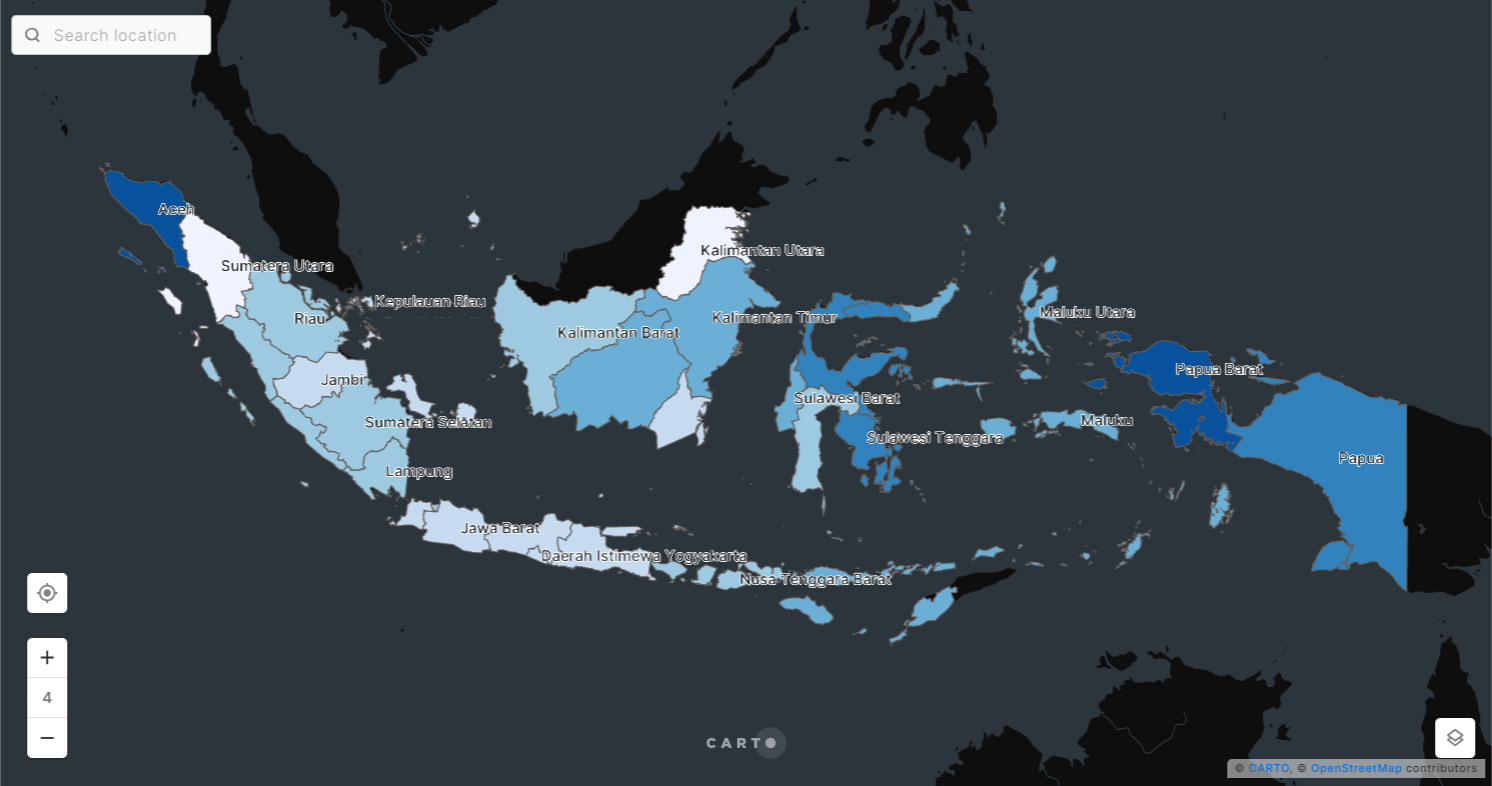 Search location
Aceh
Sumatera Utara
Kalimantan Utara
Kepulauan Riau
Riau
Kalimantan Timur
Maluku Utara
Kalimantan Barat
Papua Barat
Jambi
Sulawesi Barat
Sumatera Selatan
Maluku
Sulawesi Tenggara
Papua
Lampung
Jawa Barat
Daerah Istimewa Yogyakarta
Nusa Tenggara Barat
+
4
−
CARTO
© CARTO, © OpenStreetMap contributors